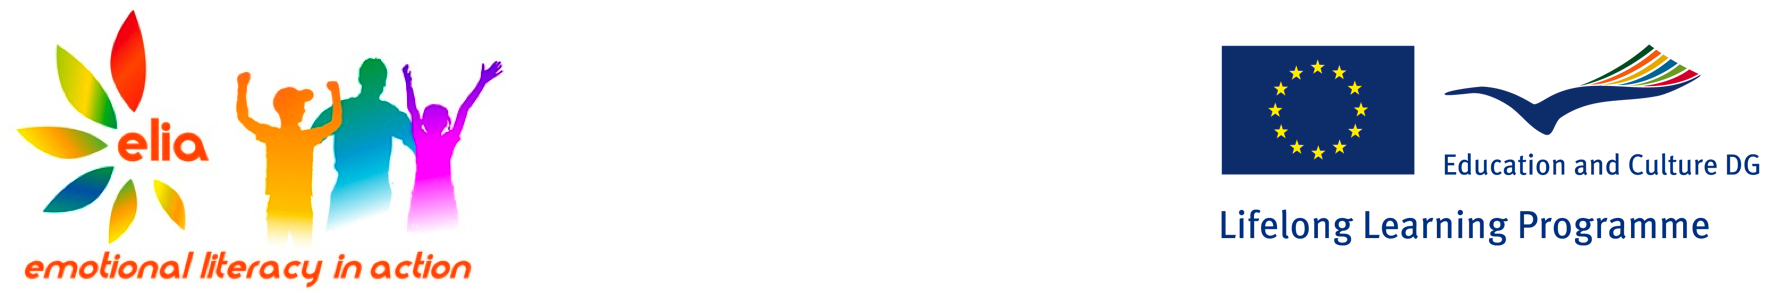 elia
emotional literacy in action
Education and Culture DG
Lifelong Learning Programme